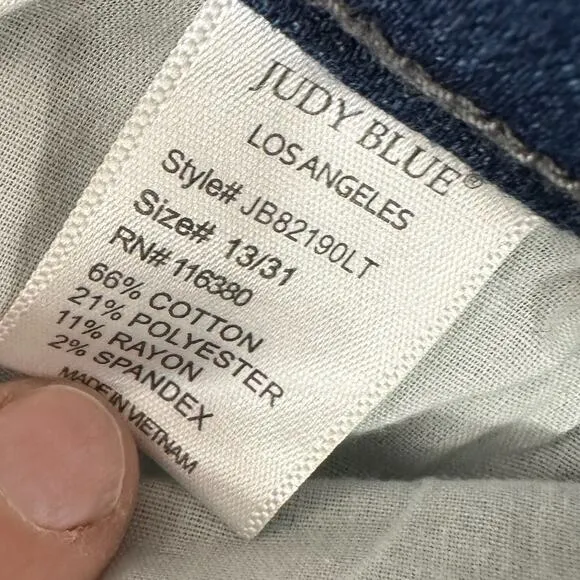 JUDY BLUE®
LOS ANGELES
Style# JB82190LT
Size# 13/31
RN# 116380
66% COTTON
21% POLYESTER
11% RAYON
2% SPANDEX
MADE IN VIETNAM